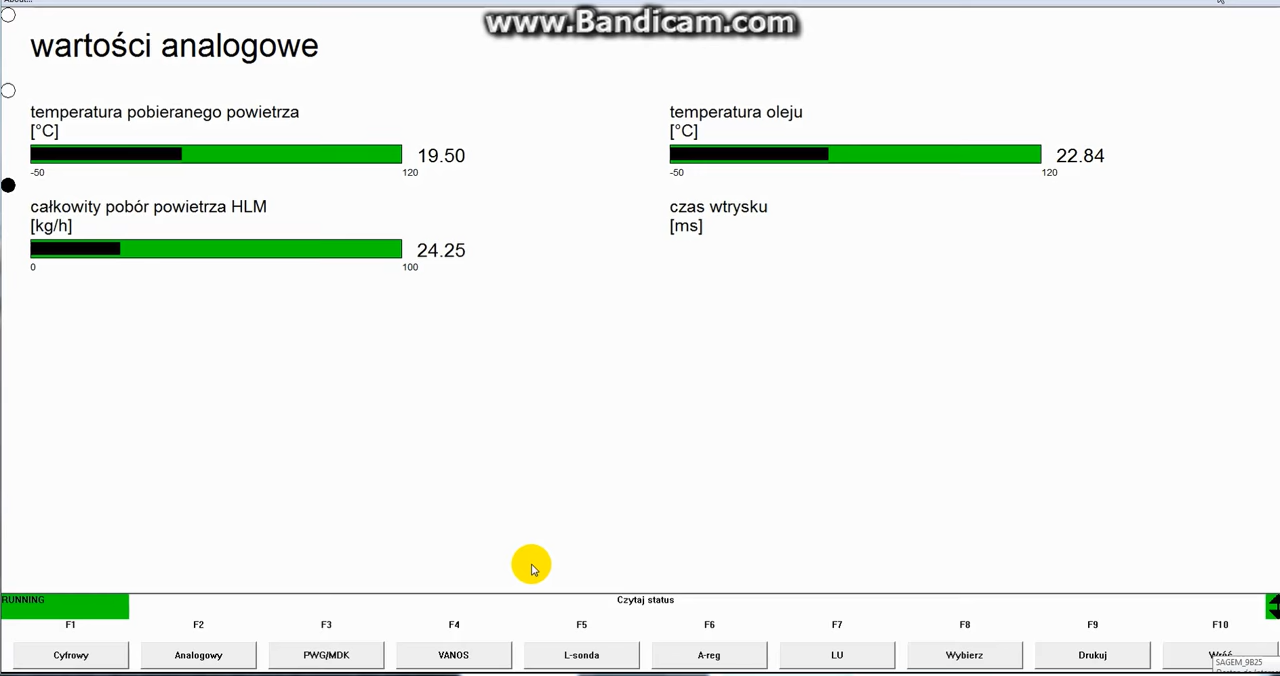 www.Bandicam.com
wartości analogowe
temperatura pobieranego powietrza
[°C]
19.50
-50
120
temperatura oleju
[°C]
22.84
-50
120
całkowity pobór powietrza HLM
[kg/h]
24.25
0
100
czas wtrysku
[ms]
RUNNING
Czytaj status
F1 F2 F3 F4 F5 F6 F7 F8 F9 F10
Cyfrowy Analogowy PWG/MDK VANOS L-sonda A-reg LU Wybierz Drukuj
SAGEM_9B25